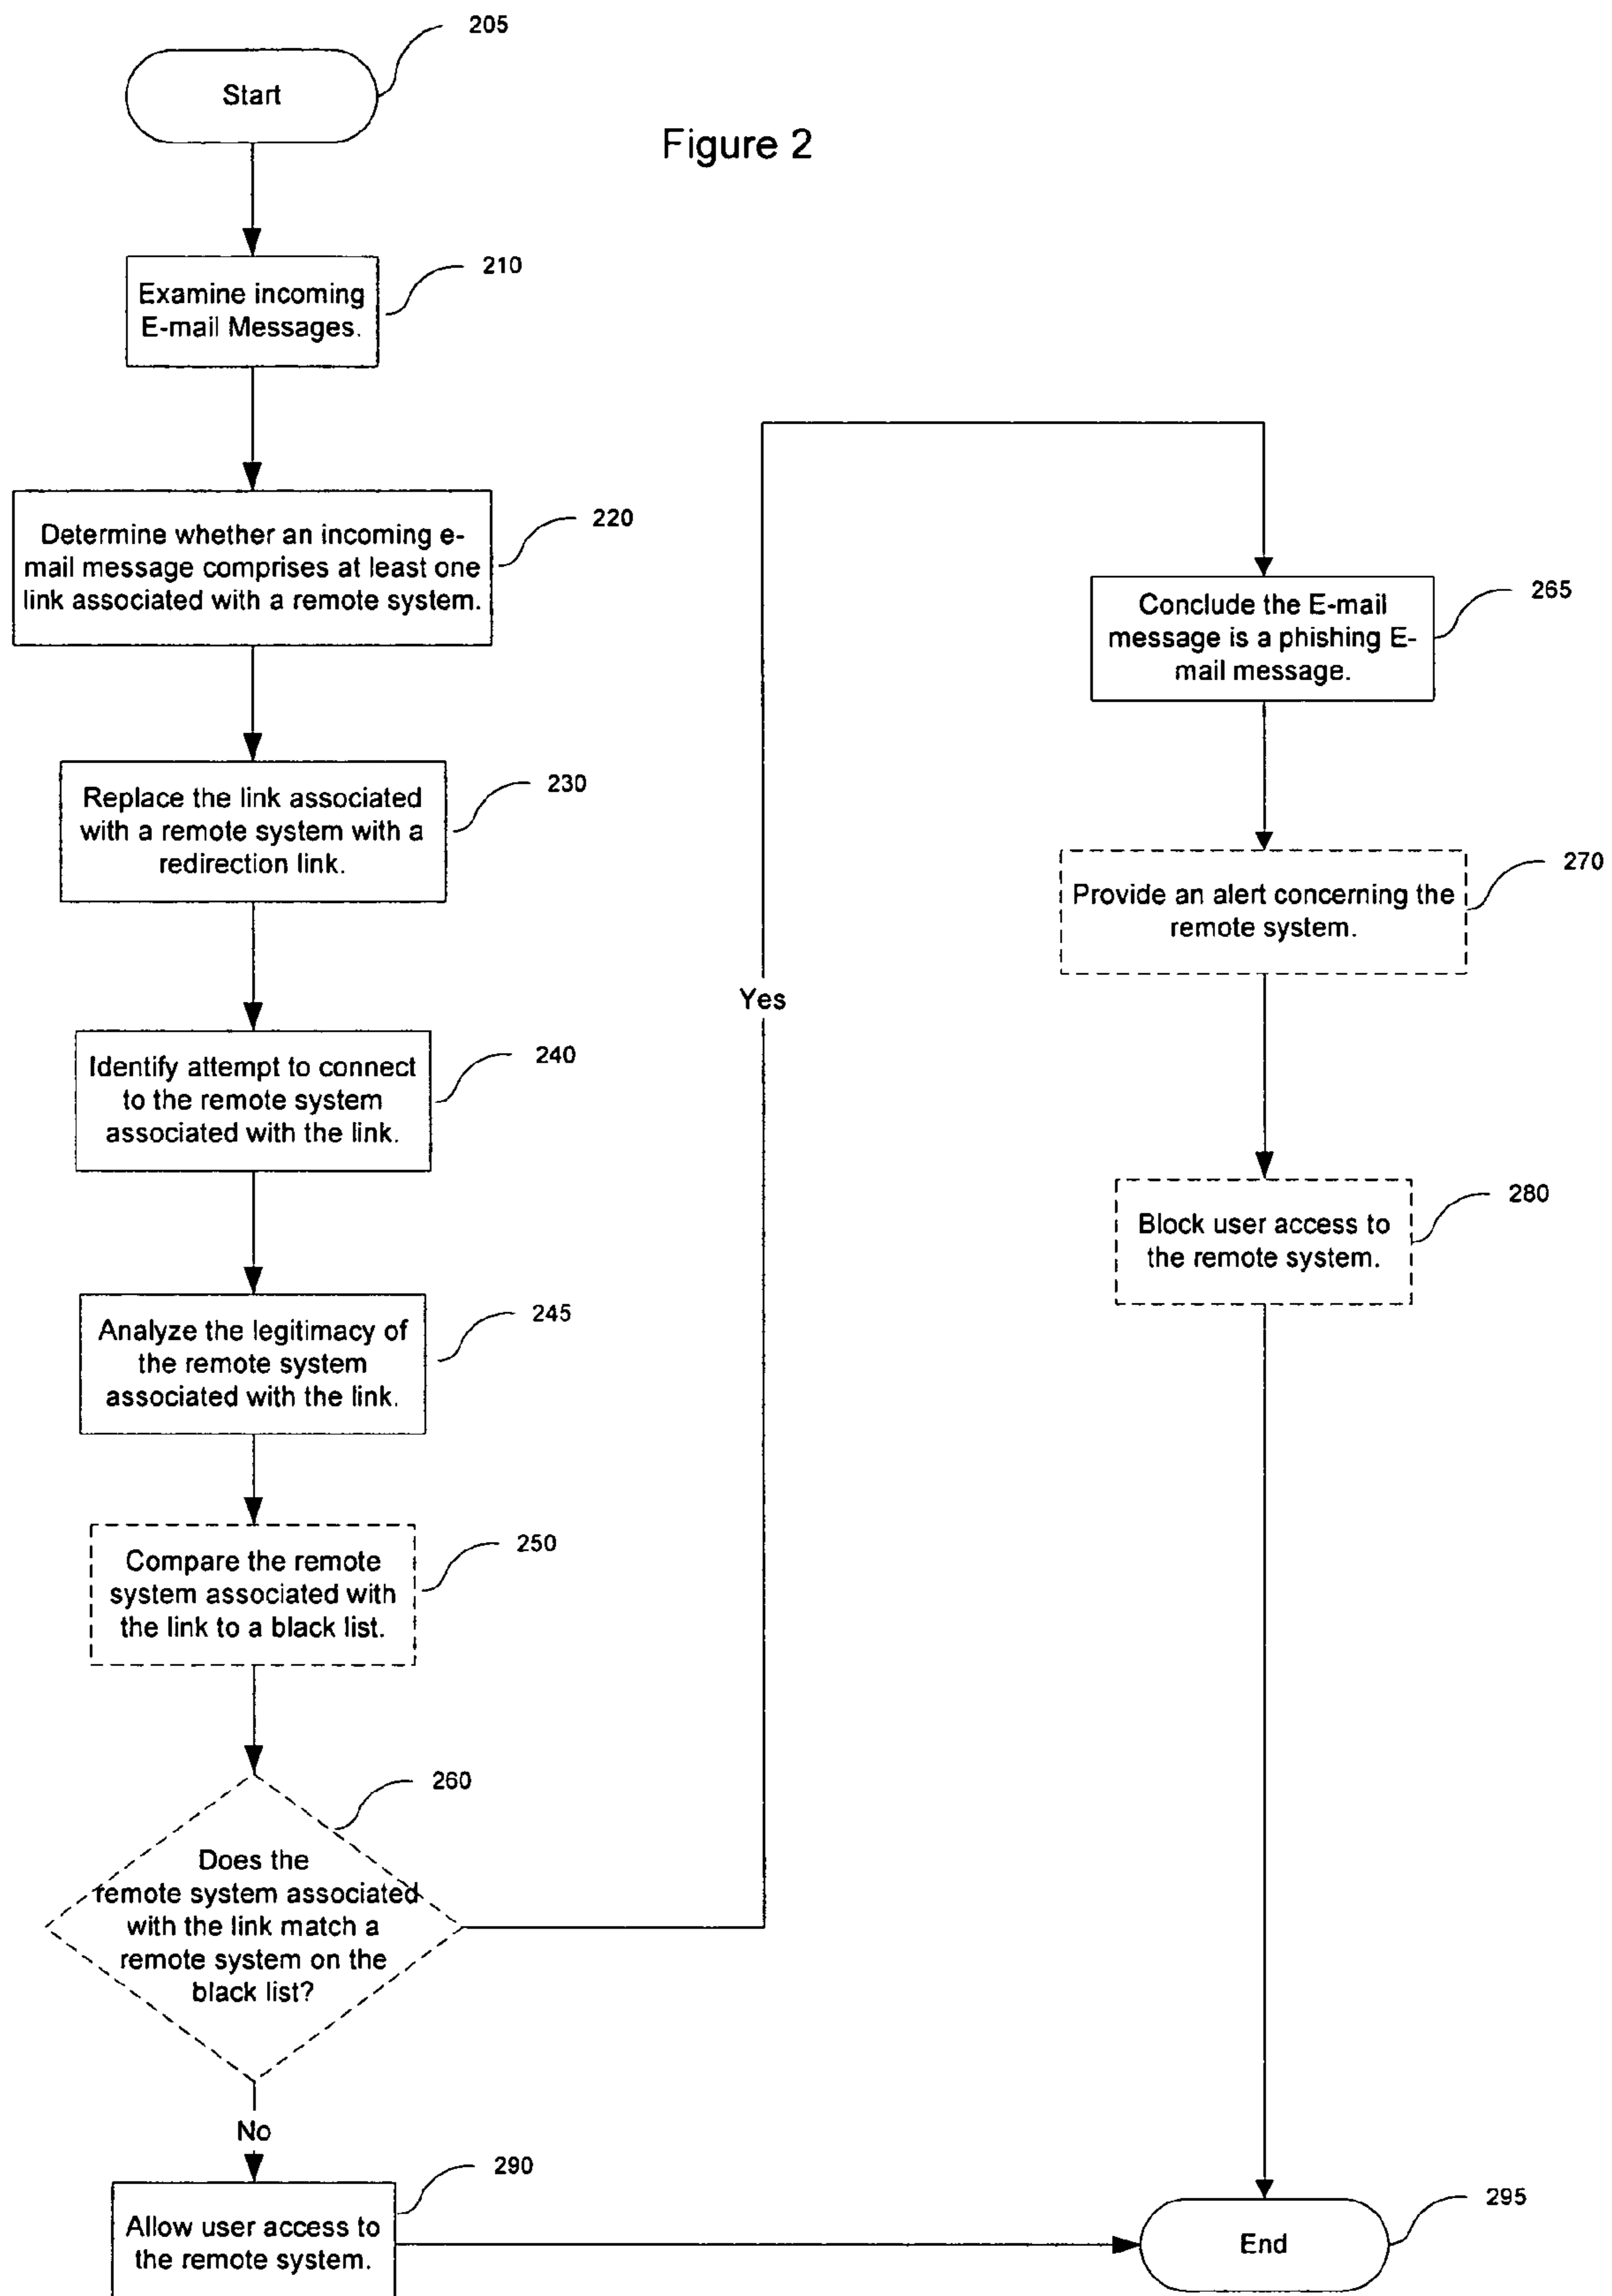 205
Start
Figure 2
210
Examine incoming
E-mail Messages.
220
Determine whether an incoming e-
mail message comprises at least one
link associated with a remote system.
230
Replace the link associated
with a remote system with a
redirection link.
240
Identify attempt to connect
to the remote system
associated with the link.
245
Analyze the legitimacy of
the remote system
associated with the link.
250
Compare the remote
system associated with
the link to a black list.
260
Does the
remote system associated
with the link match a
remote system on the
black list?
No
290
Allow user access to
the remote system.
Yes
265
Conclude the E-mail
message is a phishing E-
mail message.
270
Provide an alert concerning the
remote system.
280
Block user access to
the remote system.
295
End